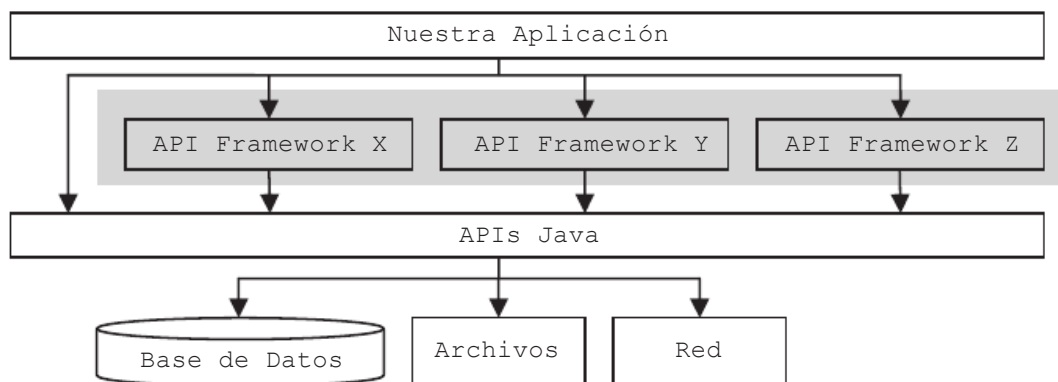 Nuestra Aplicación
API Framework X
API Framework Y
API Framework Z
APIs Java
Base de Datos
Archivos
Red